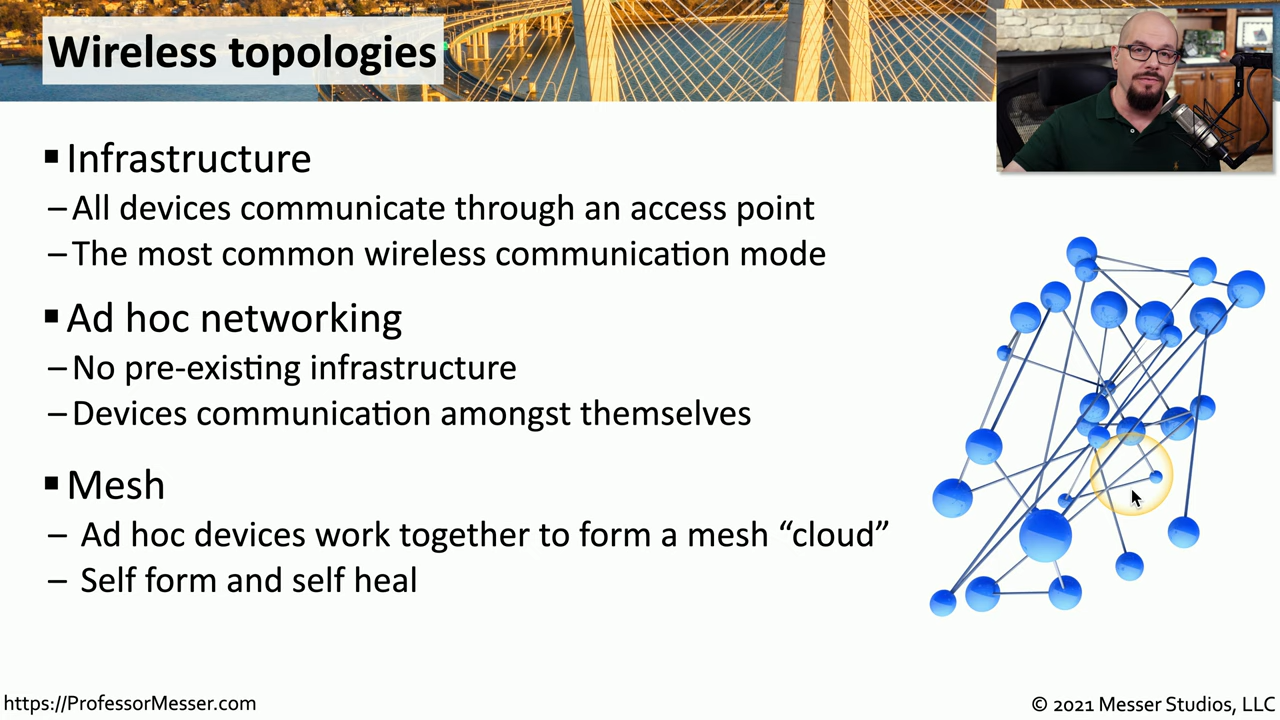 Wireless topologies
▪ Infrastructure
– All devices communicate through an access point
– The most common wireless communication mode
▪ Ad hoc networking
– No pre-existing infrastructure
– Devices communication amongst themselves
▪ Mesh
– Ad hoc devices work together to form a mesh “cloud”
– Self form and self heal
https://ProfessorMesser.com
© 2021 Messer Studios, LLC